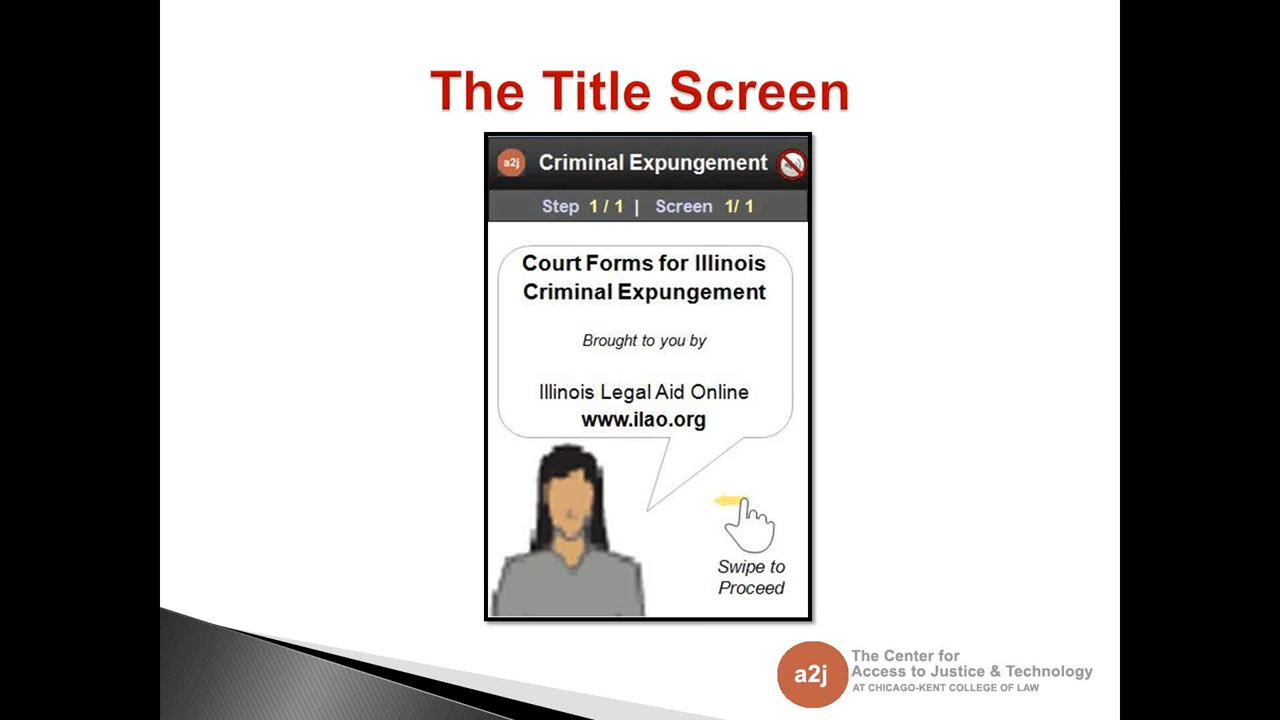 The Title Screen
a2j Criminal Expungement
Step 1 / 1 | Screen 1/ 1
Court Forms for Illinois
Criminal Expungement
Brought to you by
Illinois Legal Aid Online
www.ilao.org
Swipe to
Proceed
a2j
The Center for
Access to Justice & Technology
AT CHICAGO-KENT COLLEGE OF LAW